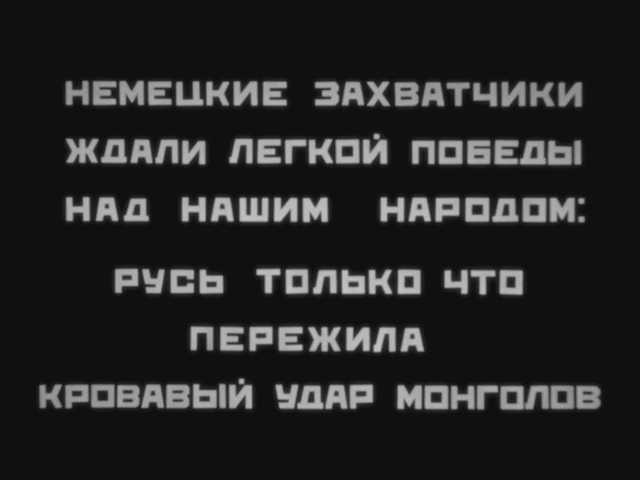 НЕМЕЦКИЕ ЗАХВАТЧИКИ
ЖДАЛИ ЛЕГКОЙ ПОБЕДЫ
НАД НАШИМ НАРОДОМ:
РУСЬ ТОЛЬКО ЧТО
ПЕРЕЖИЛА
КРОВАВЫЙ УДАР МОНГОЛОВ